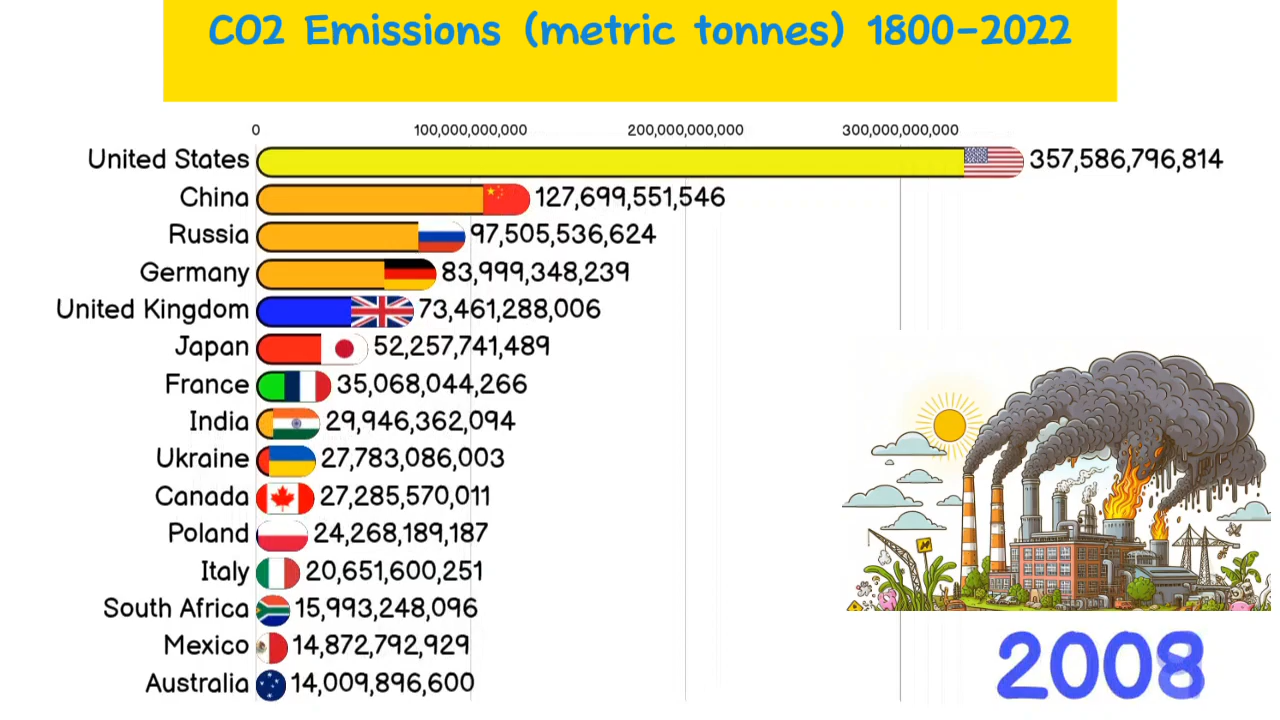 CO2 Emissions (metric tonnes) 1800-2022
0 100,000,000,000 200,000,000,000 300,000,000,000
United States 357,586,796,814
China 127,699,551,546
Russia 97,505,536,624
Germany 83,999,348,239
United Kingdom 73,461,288,006
Japan 52,257,741,489
France 35,068,044,266
India 29,946,362,094
Ukraine 27,783,086,003
Canada 27,285,570,011
Poland 24,268,189,187
Italy 20,651,600,251
South Africa 15,993,248,096
Mexico 14,872,792,929
Australia 14,009,896,600
2008